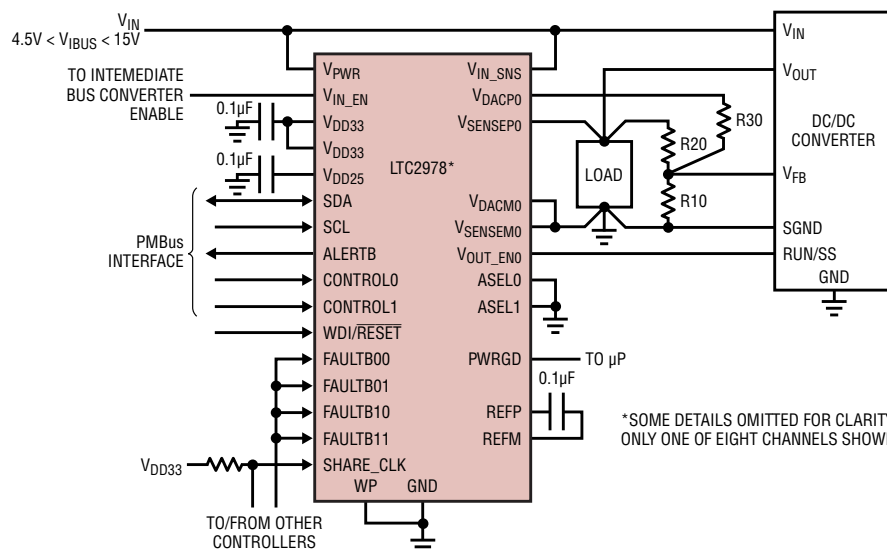 VIN
4.5V < VIBUS < 15V
TO INTEMEDIATE
BUS CONVERTER
ENABLE
0.1µF
0.1µF
PMBus
INTERFACE
VDD33
TO/FROM OTHER
CONTROLLERS
VPWR
VIN_EN
VDD33
VDD33
VDD25
SDA
SCL
ALERTB
CONTROL0
CONTROL1
WDI/RESET
FAULTB00
FAULTB01
FAULTB10
FAULTB11
SHARE_CLK
WP
GND
LTC2978*
VIN_SNS
VDACP0
VSENSEP0
VDACM0
VSENSEM0
VOUT_EN0
ASEL0
ASEL1
PWRGD
REFP
REFM
TO µP
0.1µF
LOAD
R20
R30
R10
VIN
VOUT
DC/DC
CONVERTER
VFB
SGND
RUN/SS
GND
*SOME DETAILS OMITTED FOR CLARITY
ONLY ONE OF EIGHT CHANNELS